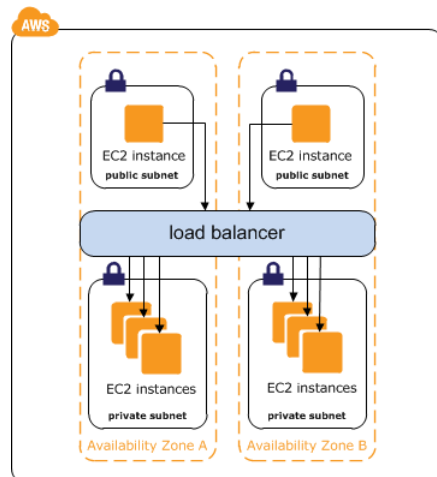 AWS
EC2 instance
public subnet
EC2 instance
public subnet
load balancer
EC2 instances
private subnet
Availability Zone A
EC2 instances
private subnet
Availability Zone B